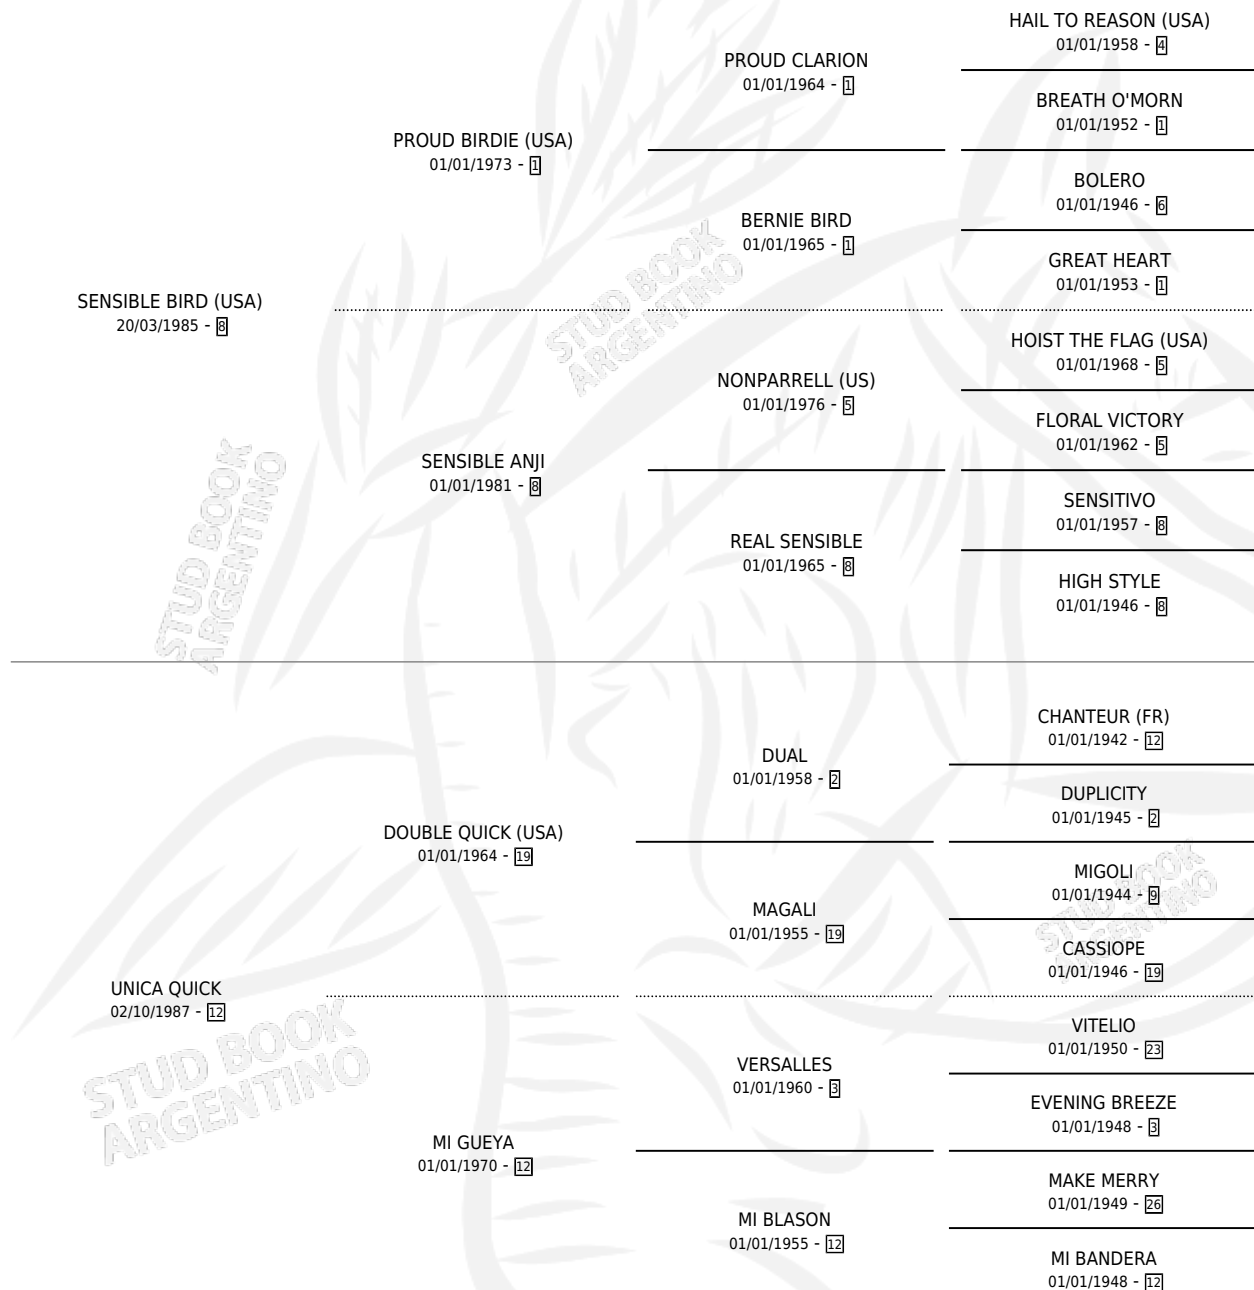 HAIL TO REASON (USA)
01/01/1958 - 4
PROUD CLARION
01/01/1964 - 1
BREATH O'MORN
01/01/1952 - 1
PROUD BIRDIE (USA)
01/01/1973 - 1
BOLERO
01/01/1946 - 6
BERNIE BIRD
01/01/1965 - 1
GREAT HEART
01/01/1953 - 1
SENSIBLE BIRD (USA)
20/03/1985 - 8
HOIST THE FLAG (USA)
01/01/1968 - 5
NONPARRELL (US)
01/01/1976 - 5
FLORAL VICTORY
01/01/1962 - 5
SENSIBLE ANJI
01/01/1981 - 8
SENSITIVO
01/01/1957 - 8
REAL SENSIBLE
01/01/1965 - 8
HIGH STYLE
01/01/1946 - 8
CHANTEUR (FR)
01/01/1942 - 12
DUAL
01/01/1958 - 2
DUPLICITY
01/01/1945 - 2
DOUBLE QUICK (USA)
01/01/1964 - 19
MIGOLI
01/01/1944 - 9
MAGALI
01/01/1955 - 19
CASSIOPE
01/01/1946 - 19
UNICA QUICK
02/10/1987 - 12
VITELIO
01/01/1950 - 23
VERSALLES
01/01/1960 - 3
EVENING BREEZE
01/01/1948 - 3
MI GUEYA
01/01/1970 - 12
MAKE MERRY
01/01/1949 - 26
MI BLASON
01/01/1955 - 12
MI BANDERA
01/01/1948 - 12
STUD BOOK
ARGENTINO
STUD BOOK
ARGENTINO
STUD BOOK
ARGENTINO
STUD BOOK
ARGENTINO